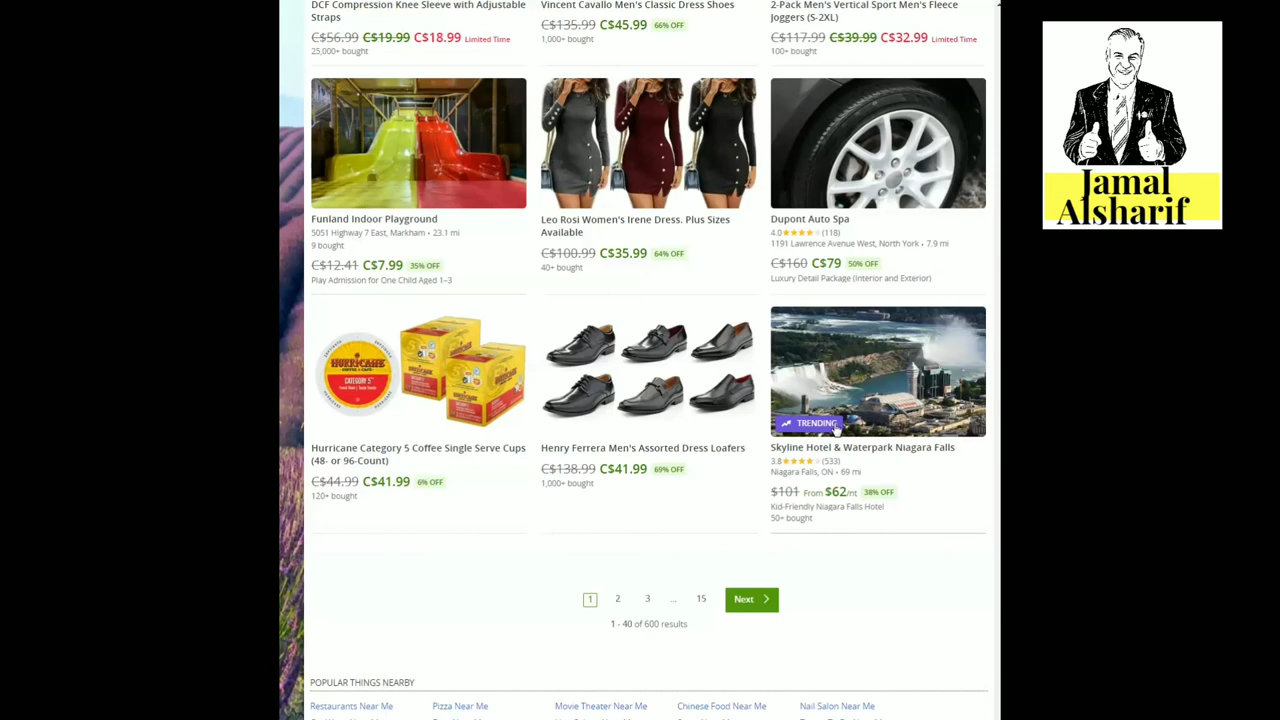 DCF Compression Knee Sleeve with Adjustable
Straps
C$56.99 C$19.99 C$18.99 Limited Time
25,000+ bought
Vincent Cavallo Men's Classic Dress Shoes
C$135.99 C$45.99 66% OFF
1,000+ bought
2-Pack Men's Vertical Sport Men's Fleece
Joggers (S-2XL)
C$117.99 C$39.99 C$32.99 Limited Time
100+ bought
Jamal
Alsharif
Funland Indoor Playground
5051 Highway 7 East, Markham • 23.1 mi
9 bought
C$12.41 C$7.99 35% OFF
Play Admission for One Child Aged 1–3
Leo Rosi Women's Irene Dress. Plus Sizes
Available
C$100.99 C$35.99 64% OFF
40+ bought
Dupont Auto Spa
4.0 (118)
1191 Lawrence Avenue West, North York • 7.9 mi
C$160 C$79 50% OFF
Luxury Detail Package (Interior and Exterior)
HURRICANE
COFFEE & TEA
CATEGORY 5
Hurricane Category 5 Coffee Single Serve Cups
(48- or 96-Count)
C$44.99 C$41.99 6% OFF
120+ bought
Henry Ferrera Men's Assorted Dress Loafers
C$138.99 C$41.99 69% OFF
1,000+ bought
TRENDING
Skyline Hotel & Waterpark Niagara Falls
3.8 (533)
Niagara Falls, ON • 69 mi
$101 From $62/nt 38% OFF
Kid-Friendly Niagara Falls Hotel
50+ bought
1 2 3 ... 15 Next
1 - 40 of 600 results
POPULAR THINGS NEARBY
Restaurants Near Me Pizza Near Me Movie Theater Near Me Chinese Food Near Me Nail Salon Near Me